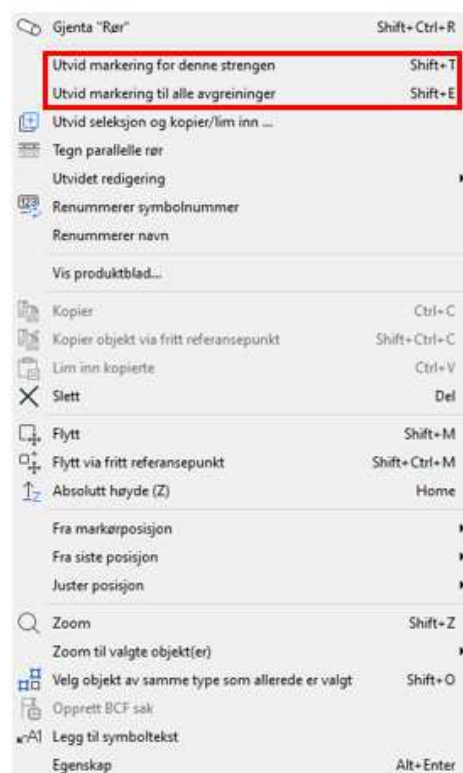 Gjenta "Rør" Shift+Ctrl+R
Utvid markering for denne strengen Shift+T
Utvid markering til alle avgreininger Shift+E
Utvid seleksjon og kopier/lim inn ...
Tegn parallelle rør
Utvidet redigering
Renummerer symbolnummer
Renummerer navn
Vis produktblad...
Kopier Ctrl+C
Kopier objekt via fritt referansepunkt Shift+Ctrl+C
Lim inn kopierte Ctrl+V
Slett Del
Flytt Shift+M
Flytt via fritt referansepunkt Shift+Ctrl+M
Absolutt høyde (Z) Home
Fra markørposisjon
Fra siste posisjon
Juster posisjon
Zoom Shift+Z
Zoom til valgte objekt(er)
Velg objekt av samme type som allerede er valgt Shift+O
Opprett BCF sak
Legg til symboltekst
Egenskap Alt+Enter